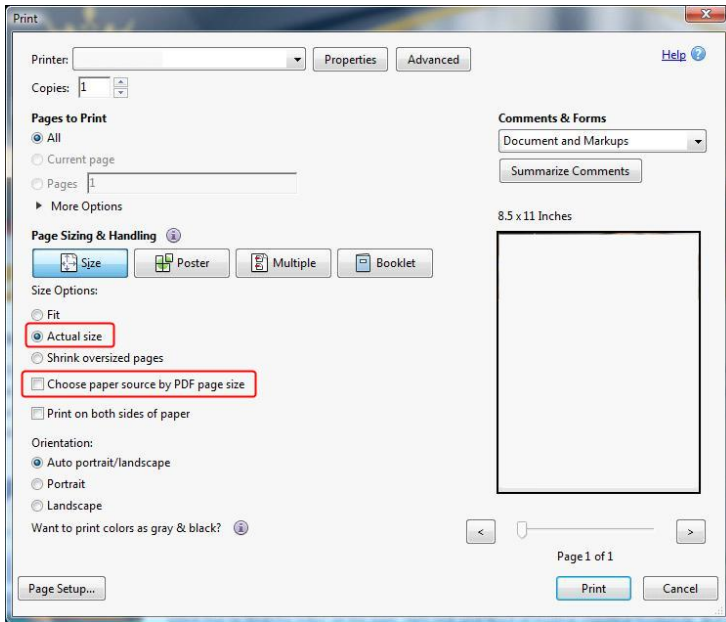 Print
Printer:
Properties
Advanced
Help
Copies: 1
Pages to Print
All
Current page
Pages 1
More Options
Comments & Forms
Document and Markups
Summarize Comments
8.5 x 11 Inches
Page Sizing & Handling
Size
Poster
Multiple
Booklet
Size Options:
Fit
Actual size
Shrink oversized pages
Choose paper source by PDF page size
Print on both sides of paper
Orientation:
Auto portrait/landscape
Portrait
Landscape
Want to print colors as gray & black?
<
>
Page 1 of 1
Page Setup...
Print
Cancel